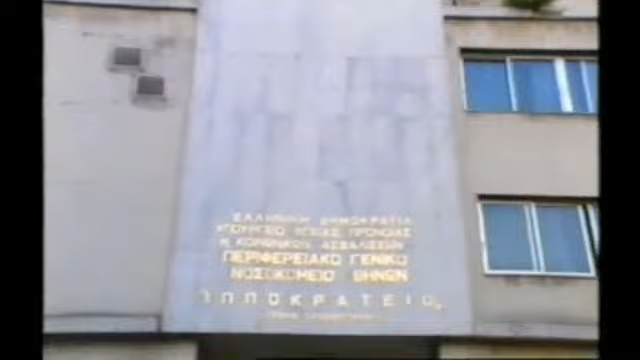 ΕΛΛΗΝΙΚΗ ΔΗΜΟΚΡΑΤΙΑ
ΥΠΟΥΡΓΕΙΟ ΥΓΕΙΑΣ ΠΡΟΝΟΙΑΣ
Κ ΚΟΙΝΩΝΙΚΩΝ ΑΣΦΑΛΙΣΕΩΝ
ΠΕΡΙΦΕΡΕΙΑΚΟ ΓΕΝΙΚΟ
ΝΟΣΟΚΟΜΕΙΟ ΑΘΗΝΩΝ
ΙΠΠΟΚΡΑΤΕΙΟ